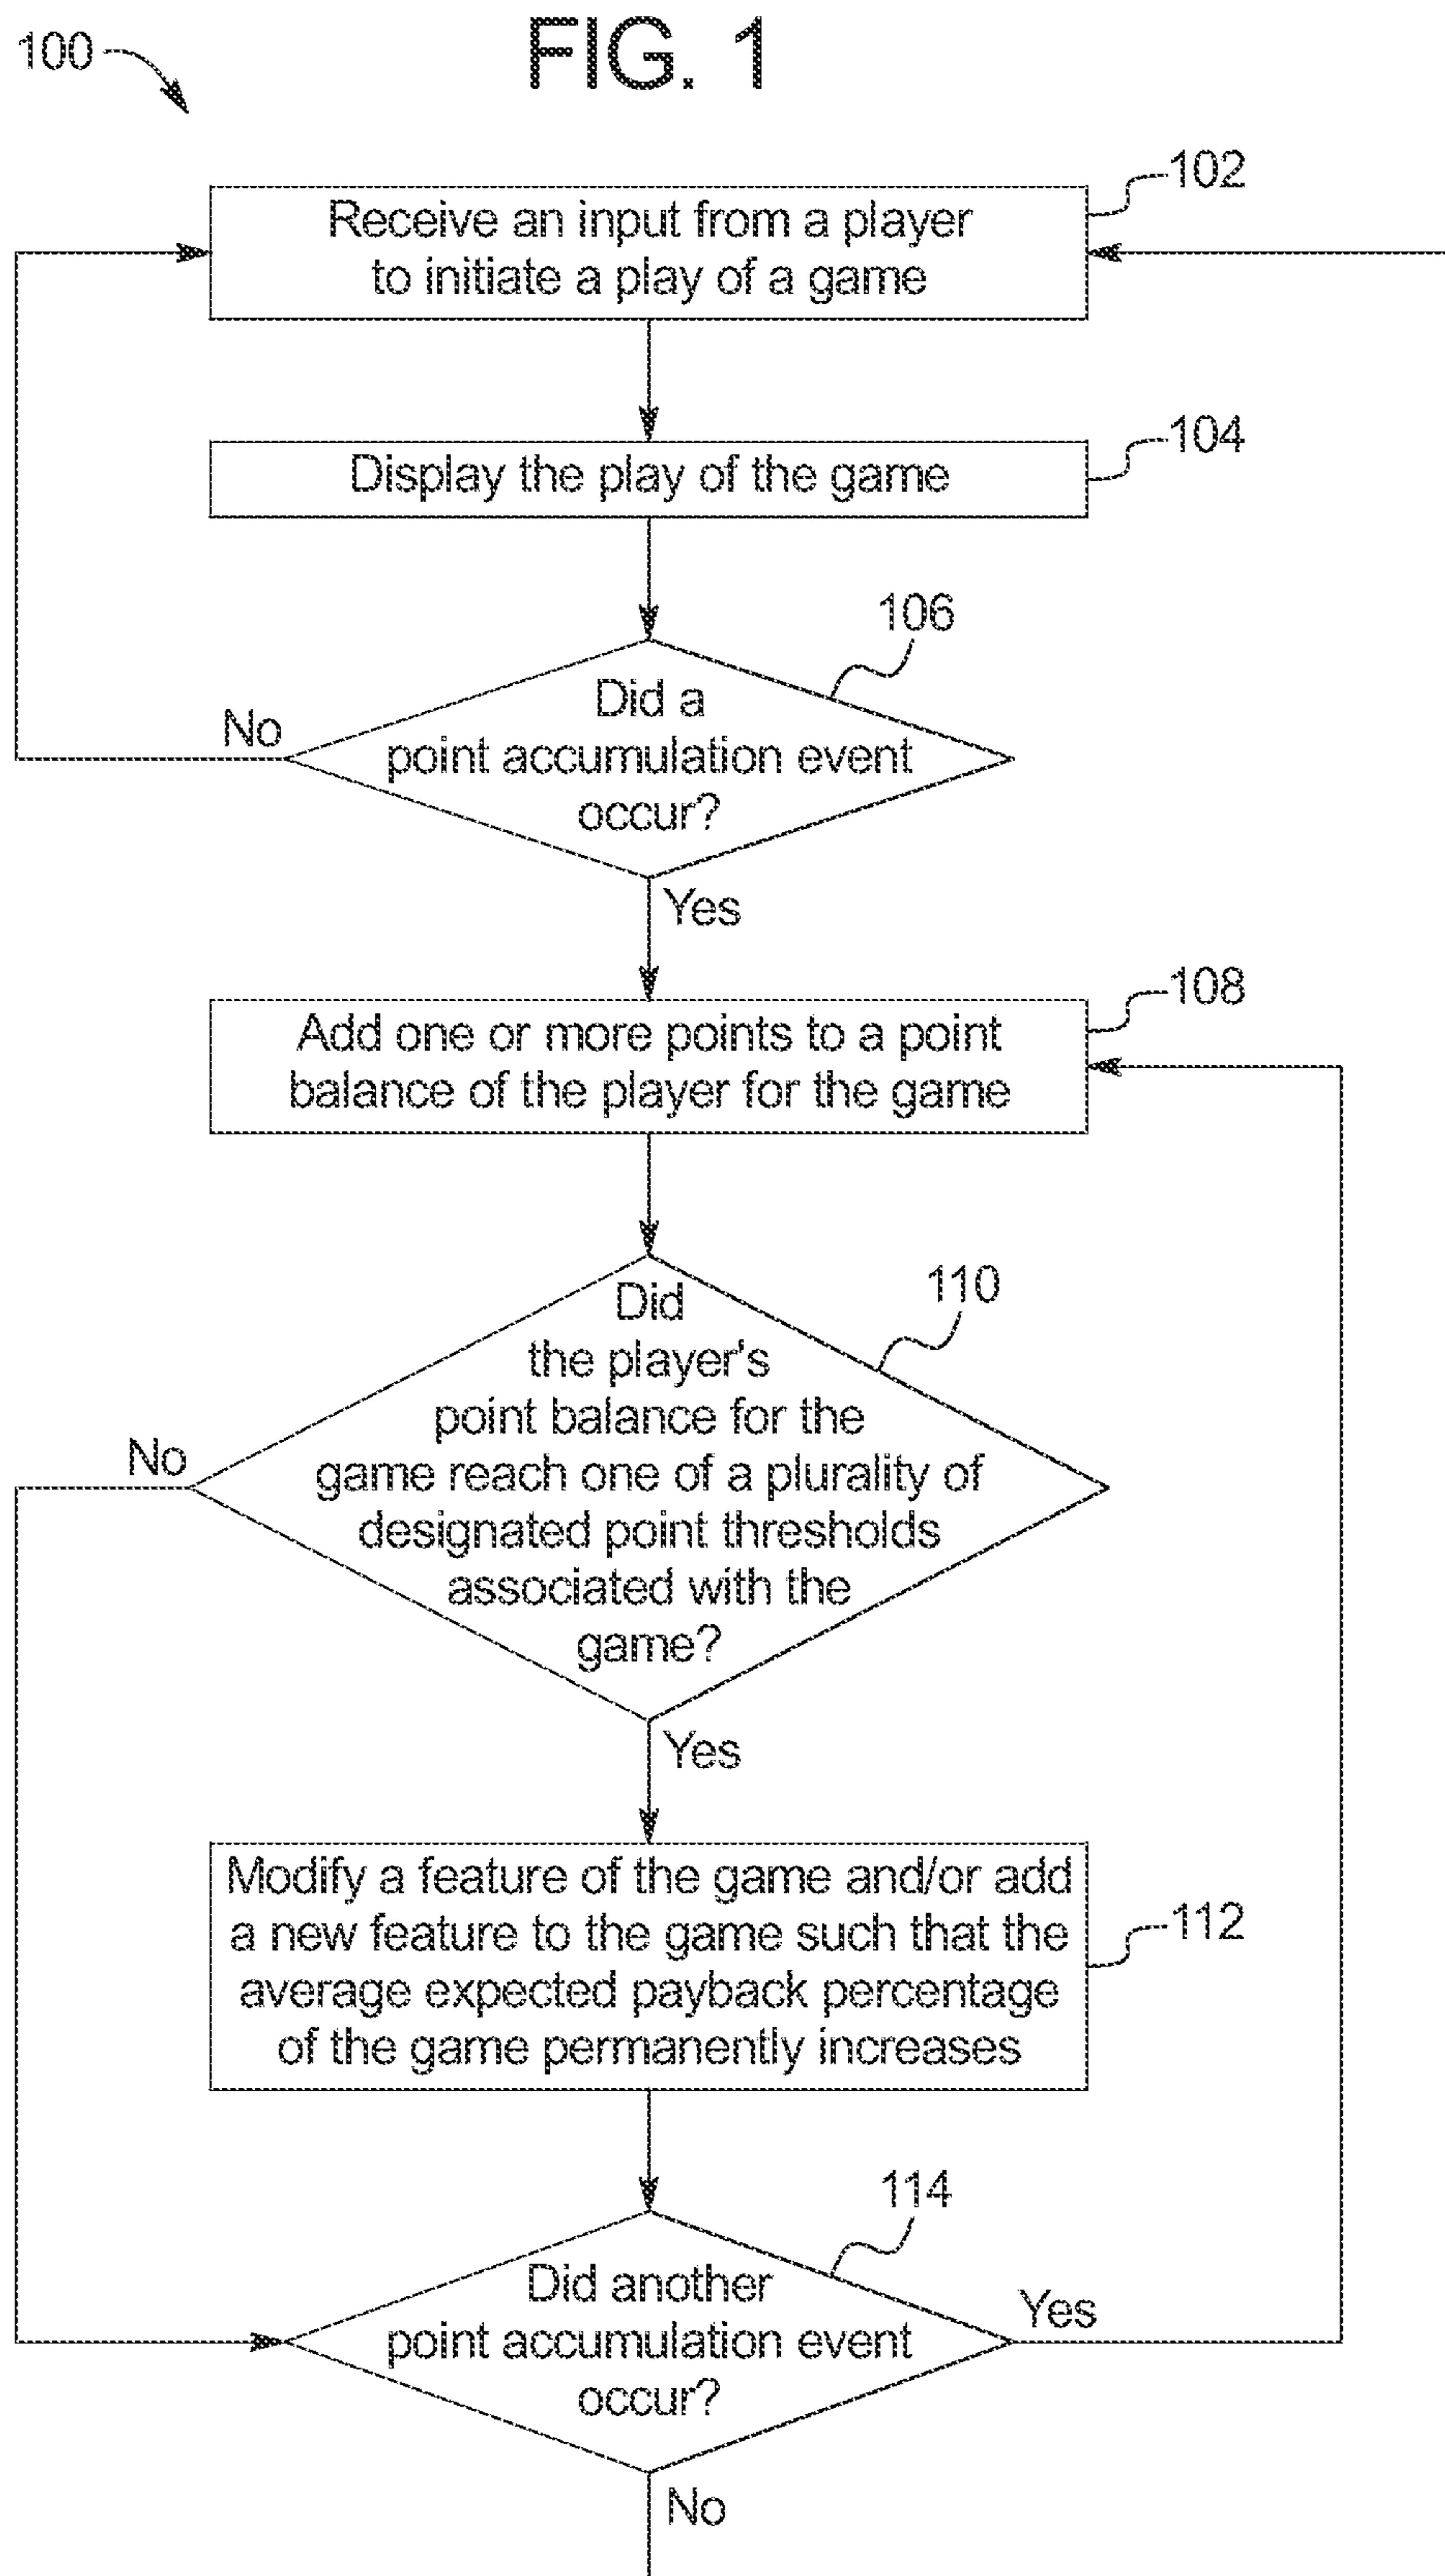 FIG. 1
100
102
Receive an input from a player
to initiate a play of a game
104
Display the play of the game
106
Did a
point accumulation event
occur?
No
Yes
108
Add one or more points to a point
balance of the player for the game
110
Did
the player's
point balance for the
game reach one of a plurality of
designated point thresholds
associated with the
game?
No
Yes
Modify a feature of the game and/or add
a new feature to the game such that the
average expected payback percentage
of the game permanently increases
112
114
Did another
point accumulation event
occur?
Yes
No